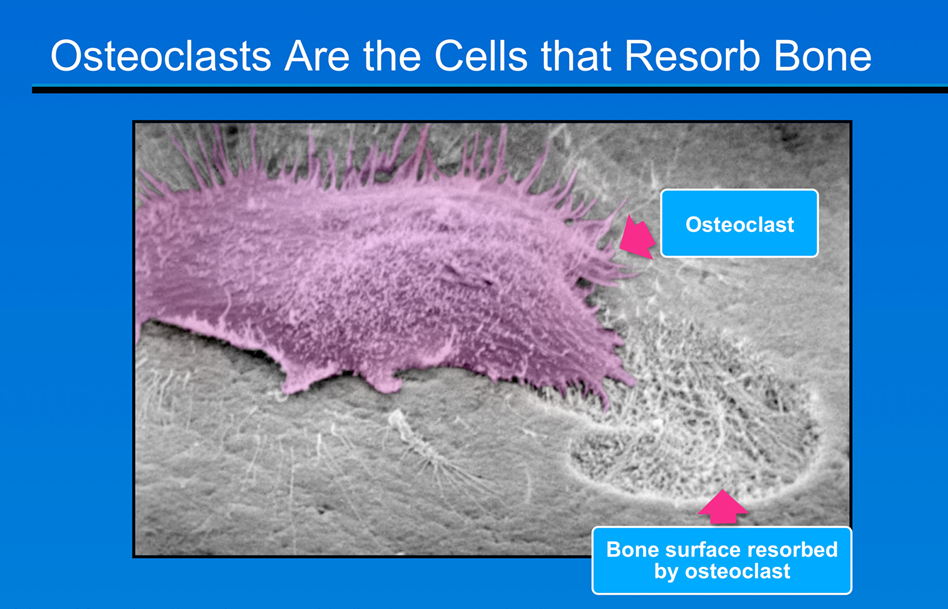 Osteoclasts Are the Cells that Resorb Bone
Osteoclast
Bone surface resorbed
by osteoclast